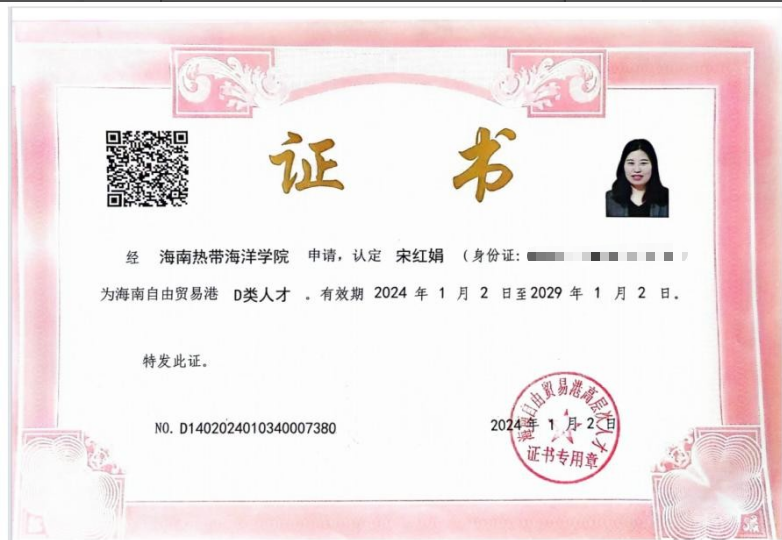 证 书
经 海南热带海洋学院 申请，认定 宋红娟 （身份证：
为海南自由贸易港 D类人才 。有效期 2024 年 1 月 2 日至2029 年 1 月 2 日。
特发此证。
NO. D1402024010340007380
2024 年 1 月 2 日
海南自由贸易港高层次人才
证书专用章